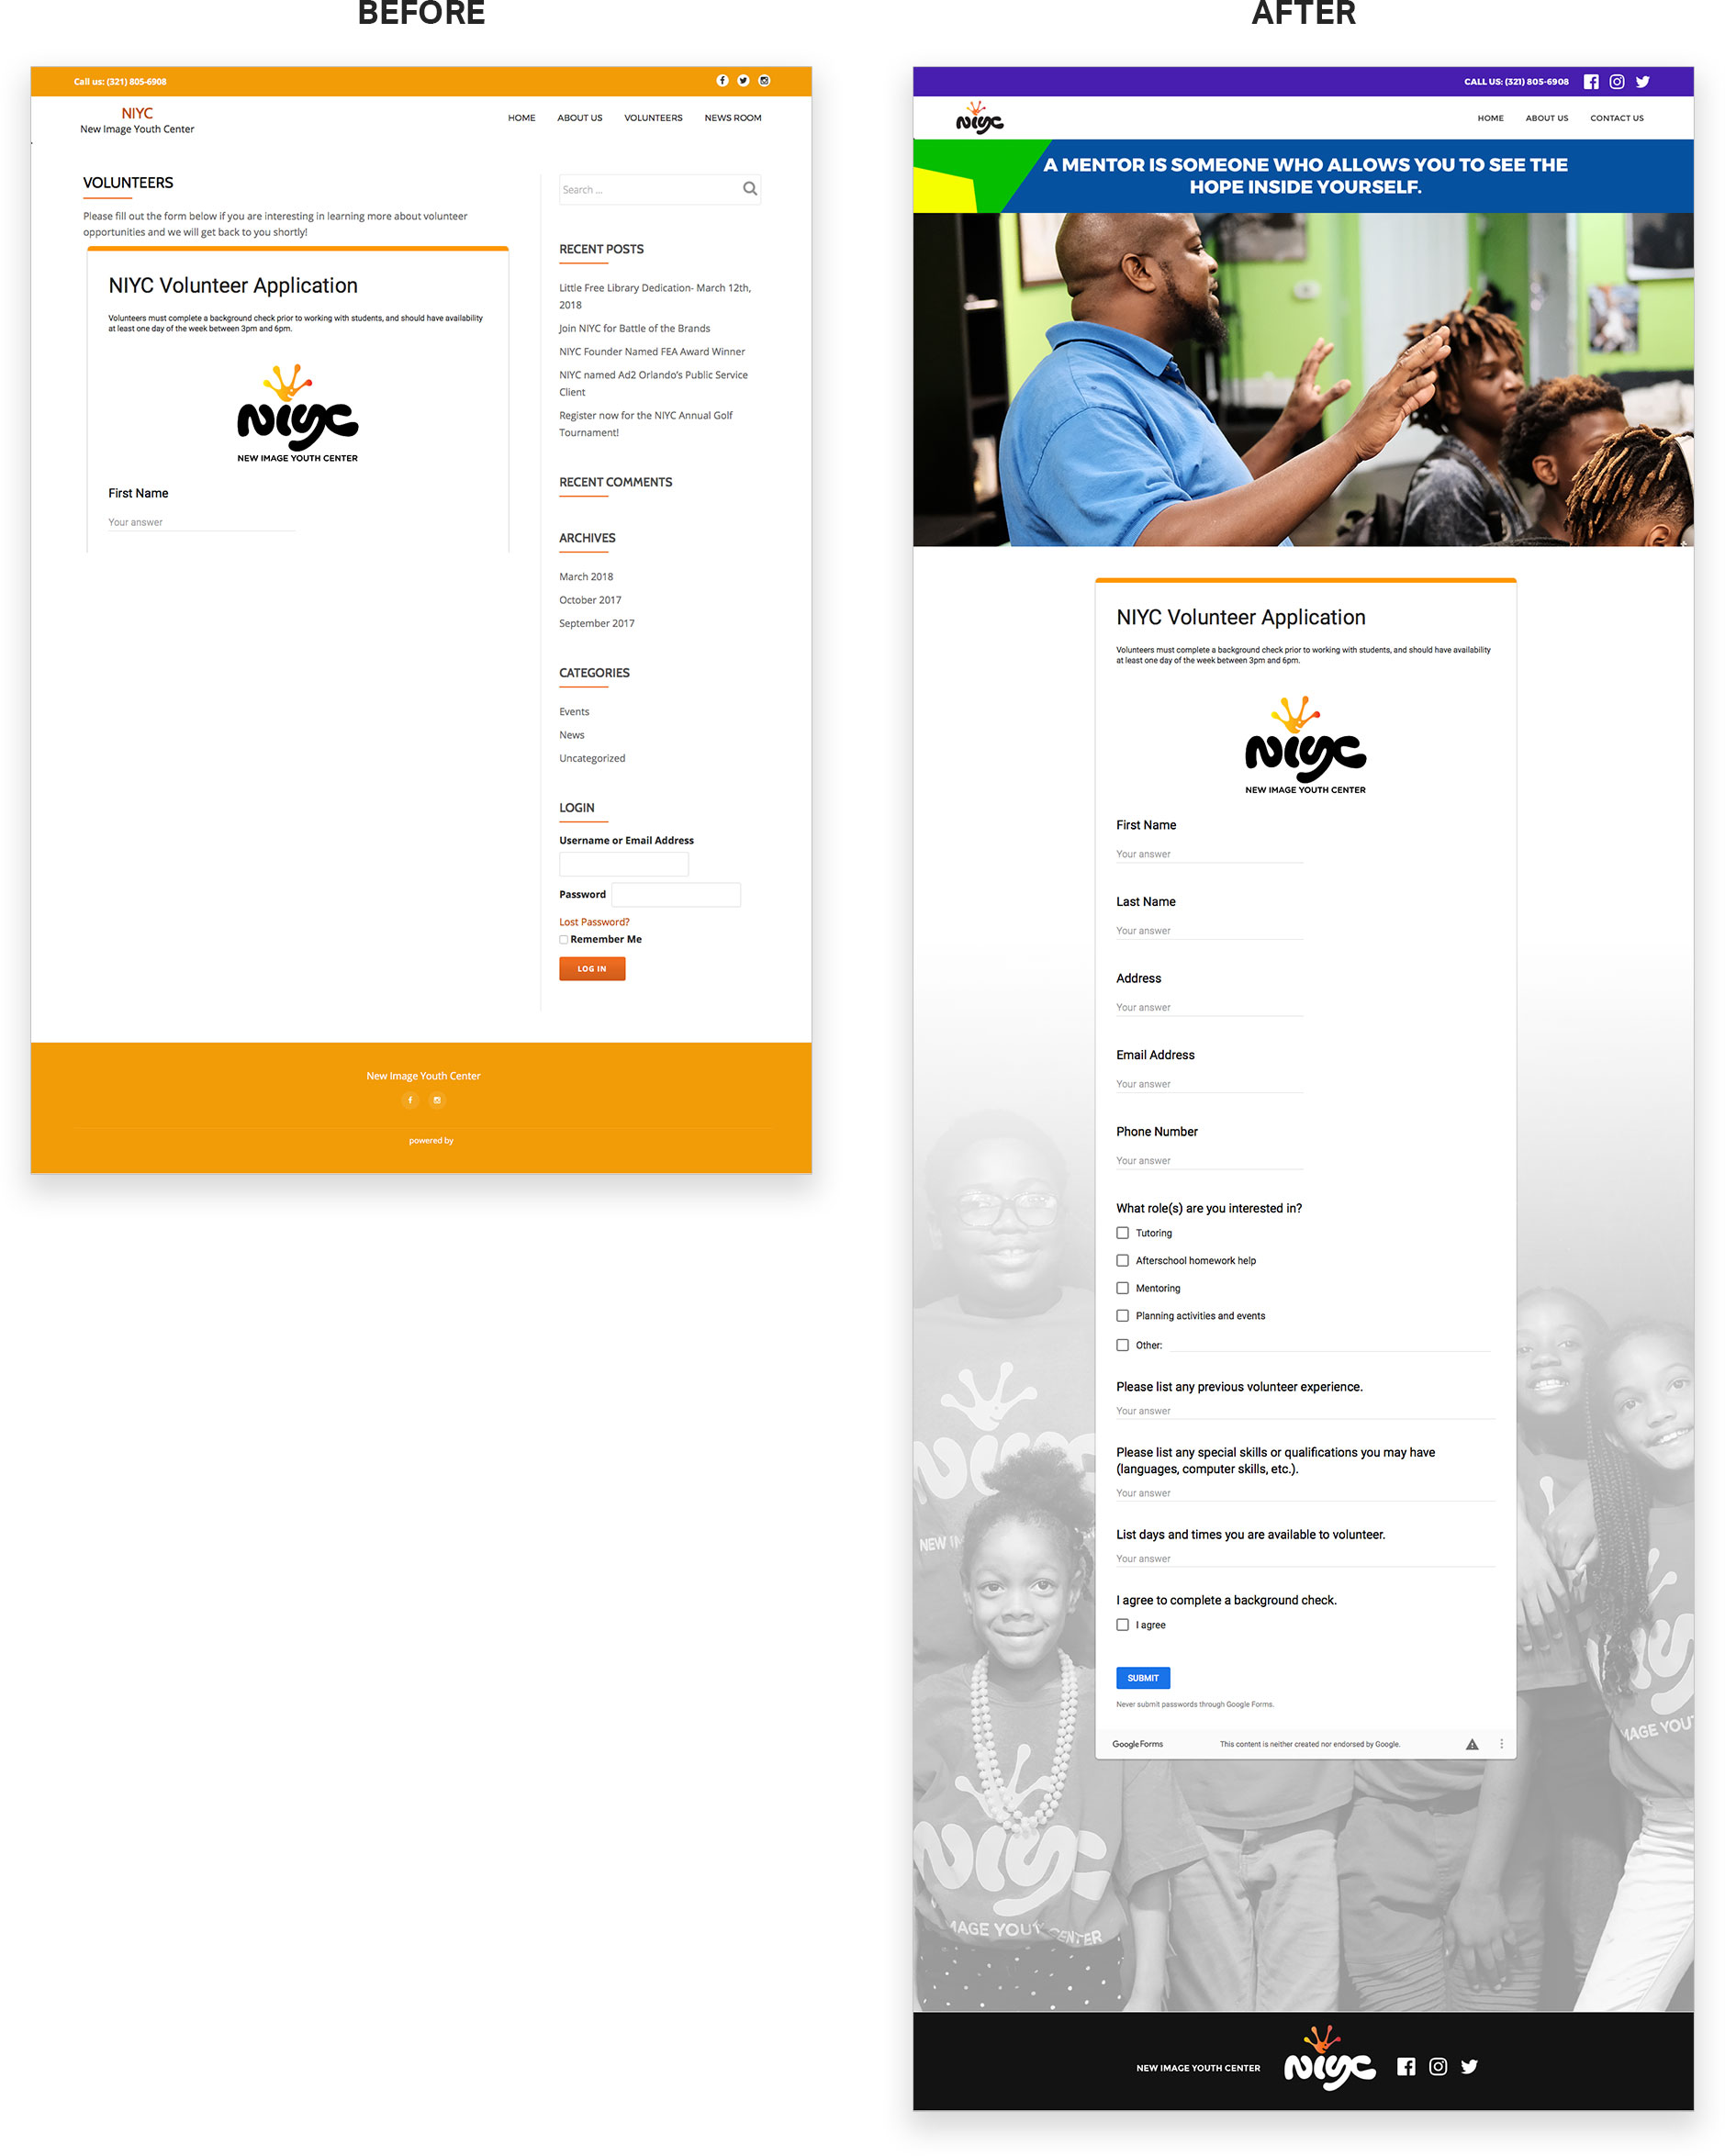 BEFORE
AFTER
Call us: (321) 805-6908
NIYC
New Image Youth Center
HOME
ABOUT US
VOLUNTEERS
NEWS ROOM
VOLUNTEERS
Please fill out the form below if you are interesting in learning more about volunteer
opportunities and we will get back to you shortly!
NIYC Volunteer Application
Volunteers must complete a background check prior to working with students, and should have availability
at least one day of the week between 3pm and 6pm.
NIYC
NEW IMAGE YOUTH CENTER
First Name
Your answer
Search ...
RECENT POSTS
Little Free Library Dedication- March 12th,
2018
Join NIYC for Battle of the Brands
NIYC Founder Named FEA Award Winner
NIYC named Ad2 Orlando's Public Service
Client
Register now for the NIYC Annual Golf
Tournament!
RECENT COMMENTS
ARCHIVES
March 2018
October 2017
September 2017
CATEGORIES
Events
News
Uncategorized
LOGIN
Username or Email Address
Password
Lost Password?
Remember Me
LOG IN
New Image Youth Center
powered by
CALL US: (321) 805-6908
NIYC
HOME
ABOUT US
CONTACT US
A MENTOR IS SOMEONE WHO ALLOWS YOU TO SEE THE
HOPE INSIDE YOURSELF.
NIYC Volunteer Application
Volunteers must complete a background check prior to working with students, and should have availability
at least one day of the week between 3pm and 6pm.
NIYC
NEW IMAGE YOUTH CENTER
First Name
Your answer
Last Name
Your answer
Address
Your answer
Email Address
Your answer
Phone Number
Your answer
What role(s) are you interested in?
Tutoring
Afterschool homework help
Mentoring
Planning activities and events
Other:
Please list any previous volunteer experience.
Your answer
Please list any special skills or qualifications you may have
(languages, computer skills, etc.).
Your answer
List days and times you are available to volunteer.
Your answer
I agree to complete a background check.
I agree
SUBMIT
Never submit passwords through Google Forms.
Google Forms
This content is neither created nor endorsed by Google.
NIYC
NEW IMAGE YOUTH CENTER
NIYC